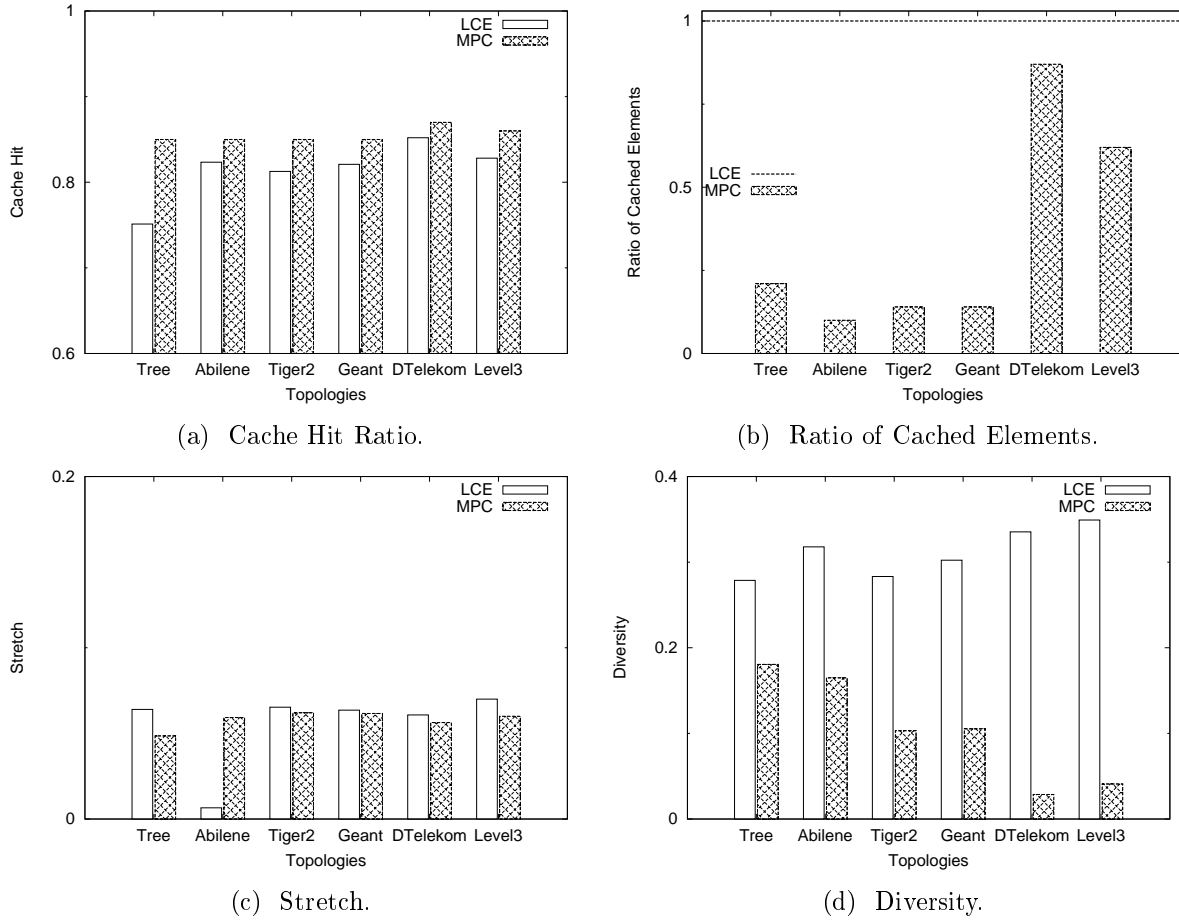 1
0.8
0.6
Cache Hit
LCE
MPC
Tree Abilene Tiger2 Geant DTelekom Level3
Topologies
(a) Cache Hit Ratio.
1
0.5
0
Ratio of Cached Elements
LCE
MPC
Tree Abilene Tiger2 Geant DTelekom Level3
Topologies
(b) Ratio of Cached Elements.
0.2
0
Stretch
LCE
MPC
Tree Abilene Tiger2 Geant DTelekom Level3
Topologies
(c) Stretch.
0.4
0.2
0
Diversity
LCE
MPC
Tree Abilene Tiger2 Geant DTelekom Level3
Topologies
(d) Diversity.